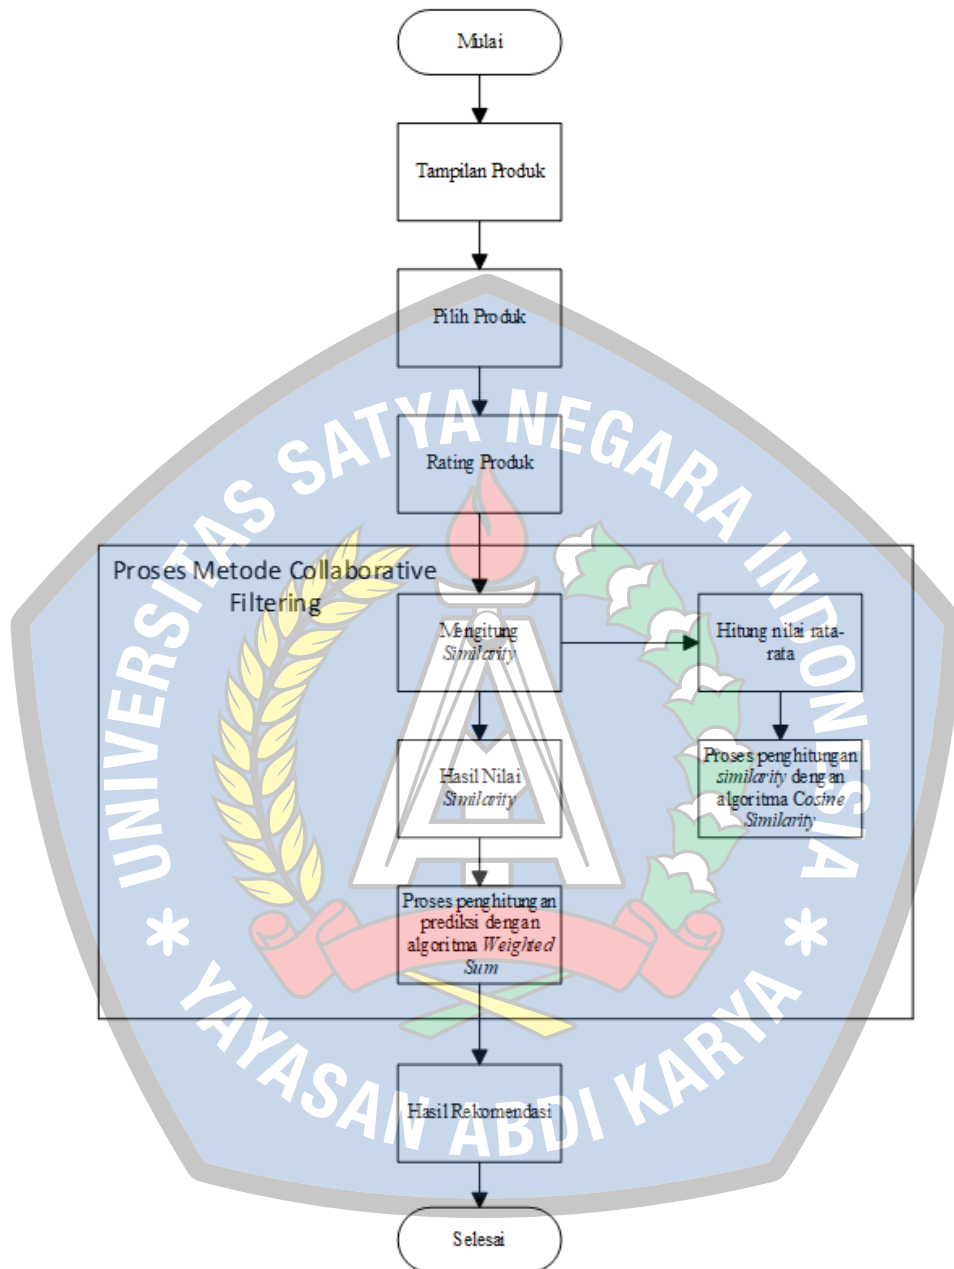 Mulai
Tampilan Produk
Pilih Produk
Rating Produk
Proses Metode Collaborative
Filtering
Mengitung
Similarity
Hitung nilai rata-
rata
Hasil Nilai
Similarity
Proses penghitungan
similarity dengan
algoritma Cosine
Similarity
Proses penghitungan
prediksi dengan
algoritma Weighted
Sum
Hasil Rekomendasi
Selesai
UNIVERSITAS SATYA NEGARA INDONESIA
* YAYASAN ABDI KARYA *